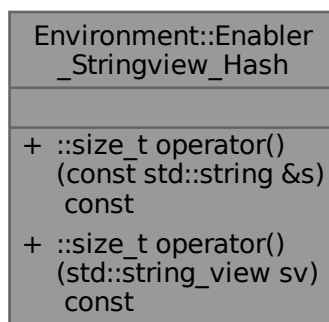 Environment::Enabler
_Stringview_Hash
+ ::size_t operator()
(const std::string &s)
const
+ ::size_t operator()
(std::string_view sv)
const